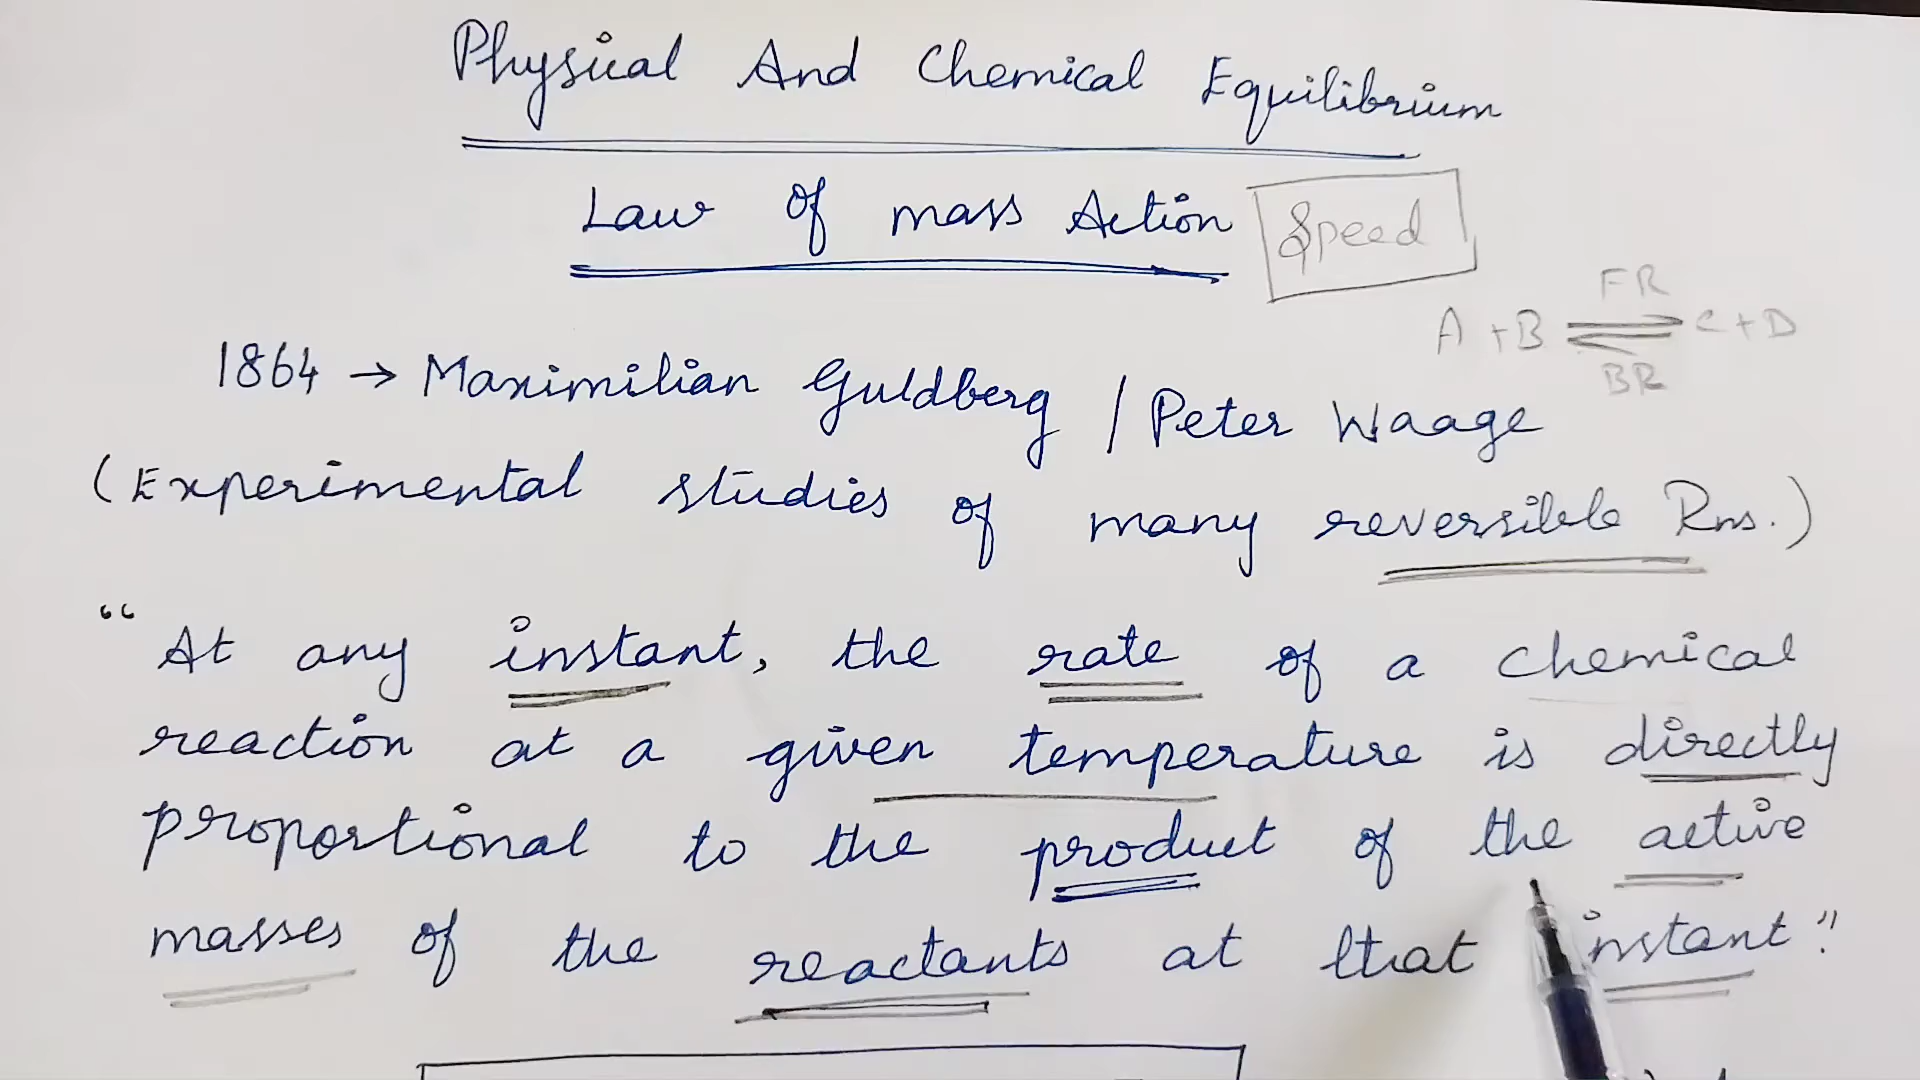 Physical And Chemical Equilibrium
Law of mass Action
Speed
FR
A + B ⇌ C + D
BR
1864 → Maximilian Guldberg / Peter Waage
(Experimental studies of many reversible Rns.)
“At any instant, the rate of a chemical
reaction at a given temperature is directly
proportional to the product of the active
masses of the reactants at that instant”